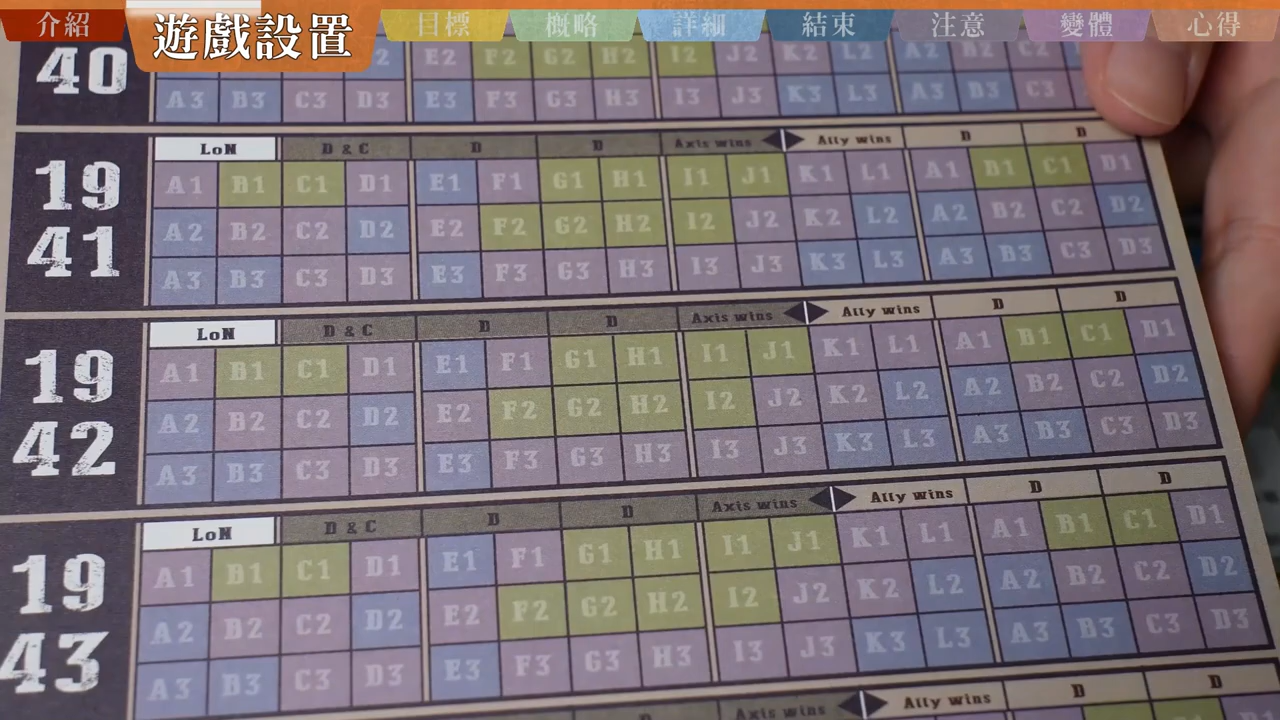 介紹 遊戲設置 目標 概略 詳細 結束 注意 變體 心得
40
E2 F2 G2 H2 I2 J2 K2 L2 A2 B2 C2
A3 B3 C3 D3 E3 F3 G3 H3 I3 J3 K3 L3 A3 B3 C3
19
41
LoN D & C D D Axis wins Ally wins D D
A1 B1 C1 D1 E1 F1 G1 H1 I1 J1 K1 L1 A1 B1 C1 D1
A2 B2 C2 D2 E2 F2 G2 H2 I2 J2 K2 L2 A2 B2 C2 D2
A3 B3 C3 D3 E3 F3 G3 H3 I3 J3 K3 L3 A3 B3 C3 D3
19
42
LoN D & C D D Axis wins Ally wins D D
A1 B1 C1 D1 E1 F1 G1 H1 I1 J1 K1 L1 A1 B1 C1 D1
A2 B2 C2 D2 E2 F2 G2 H2 I2 J2 K2 L2 A2 B2 C2 D2
A3 B3 C3 D3 E3 F3 G3 H3 I3 J3 K3 L3 A3 B3 C3 D3
19
43
LoN D & C D D Axis wins Ally wins D D
A1 B1 C1 D1 E1 F1 G1 H1 I1 J1 K1 L1 A1 B1 C1 D1
A2 B2 C2 D2 E2 F2 G2 H2 I2 J2 K2 L2 A2 B2 C2 D2
A3 B3 C3 D3 E3 F3 G3 H3 I3 J3 K3 L3 A3 B3 C3 D3
D Axis wins Ally wins D D